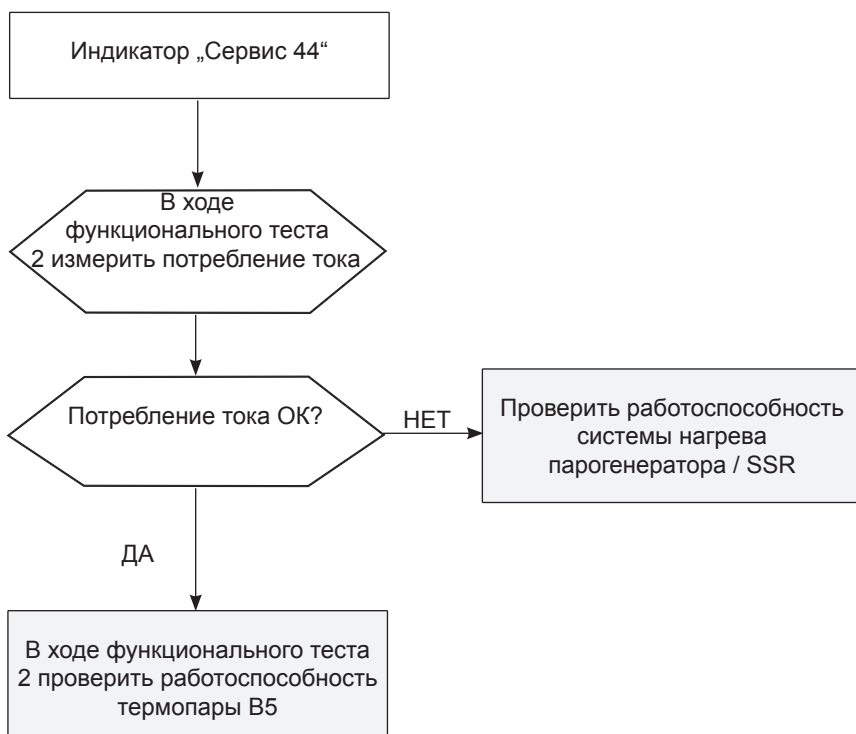 Индикатор „Сервис 44“
В ходе
функционального теста
2 измерить потребление тока
Потребление тока ОК?
НЕТ
Проверить работоспособность
системы нагрева
парогенератора / SSR
ДА
В ходе функционального теста
2 проверить работоспособность
термопары B5